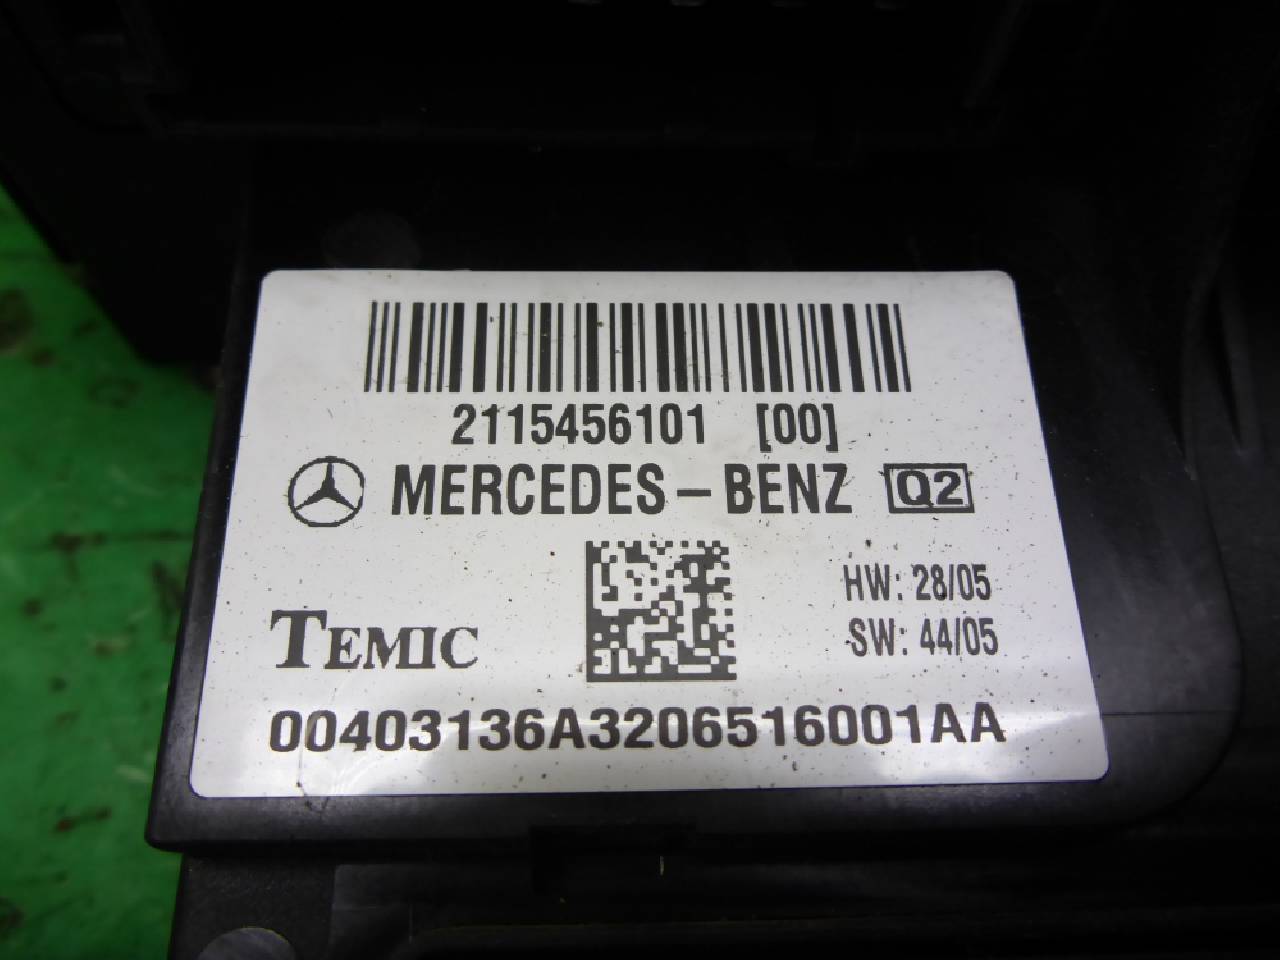 2115456101 [00]
MERCEDES-BENZ Q2
HW: 28/05
TEMIC
SW: 44/05
00403136A3206516001AA